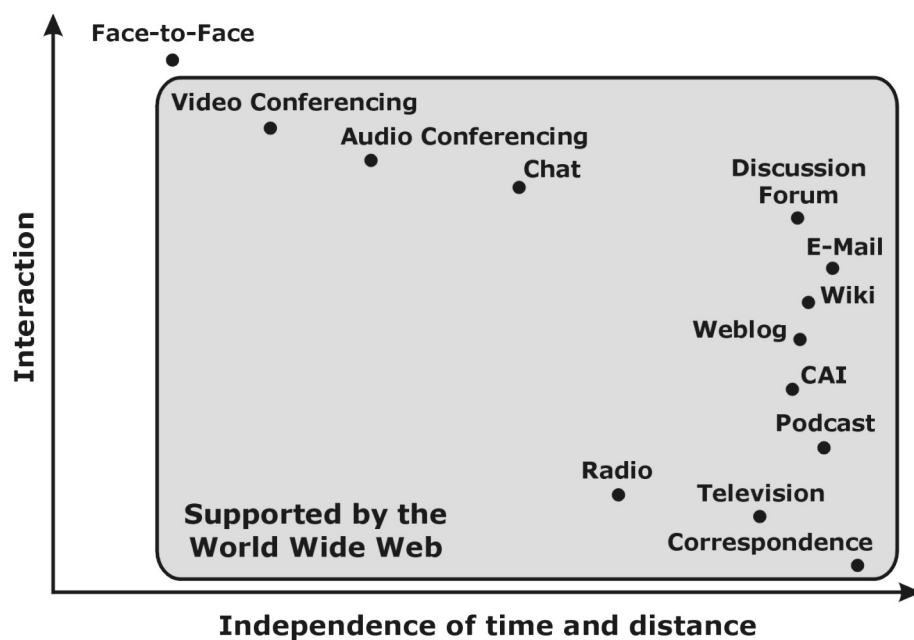 Face-to-Face
Video Conferencing
Audio Conferencing
Chat
Discussion
Forum
E-Mail
Wiki
Weblog
CAI
Podcast
Radio
Television
Correspondence
Supported by the
World Wide Web
Interaction
Independence of time and distance